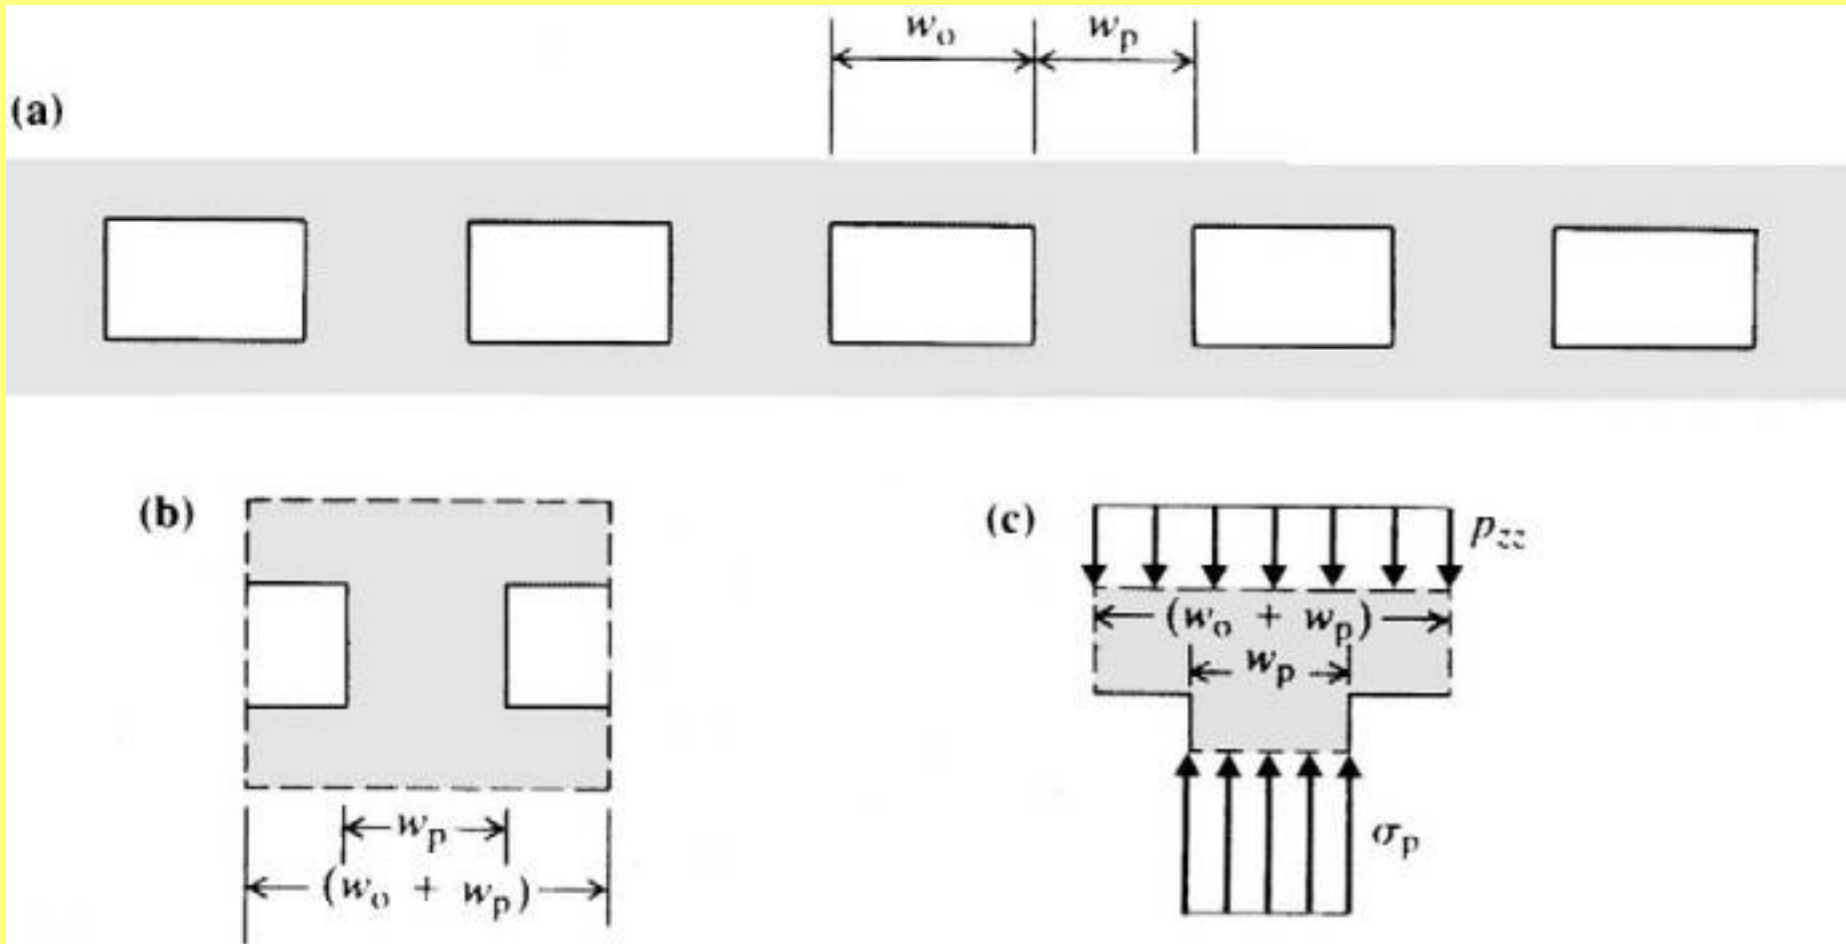 w_o w_p
(a)
(b)
(c)
p_zz
(w_o + w_p)
w_p
w_p
(w_o + w_p)
σ_p